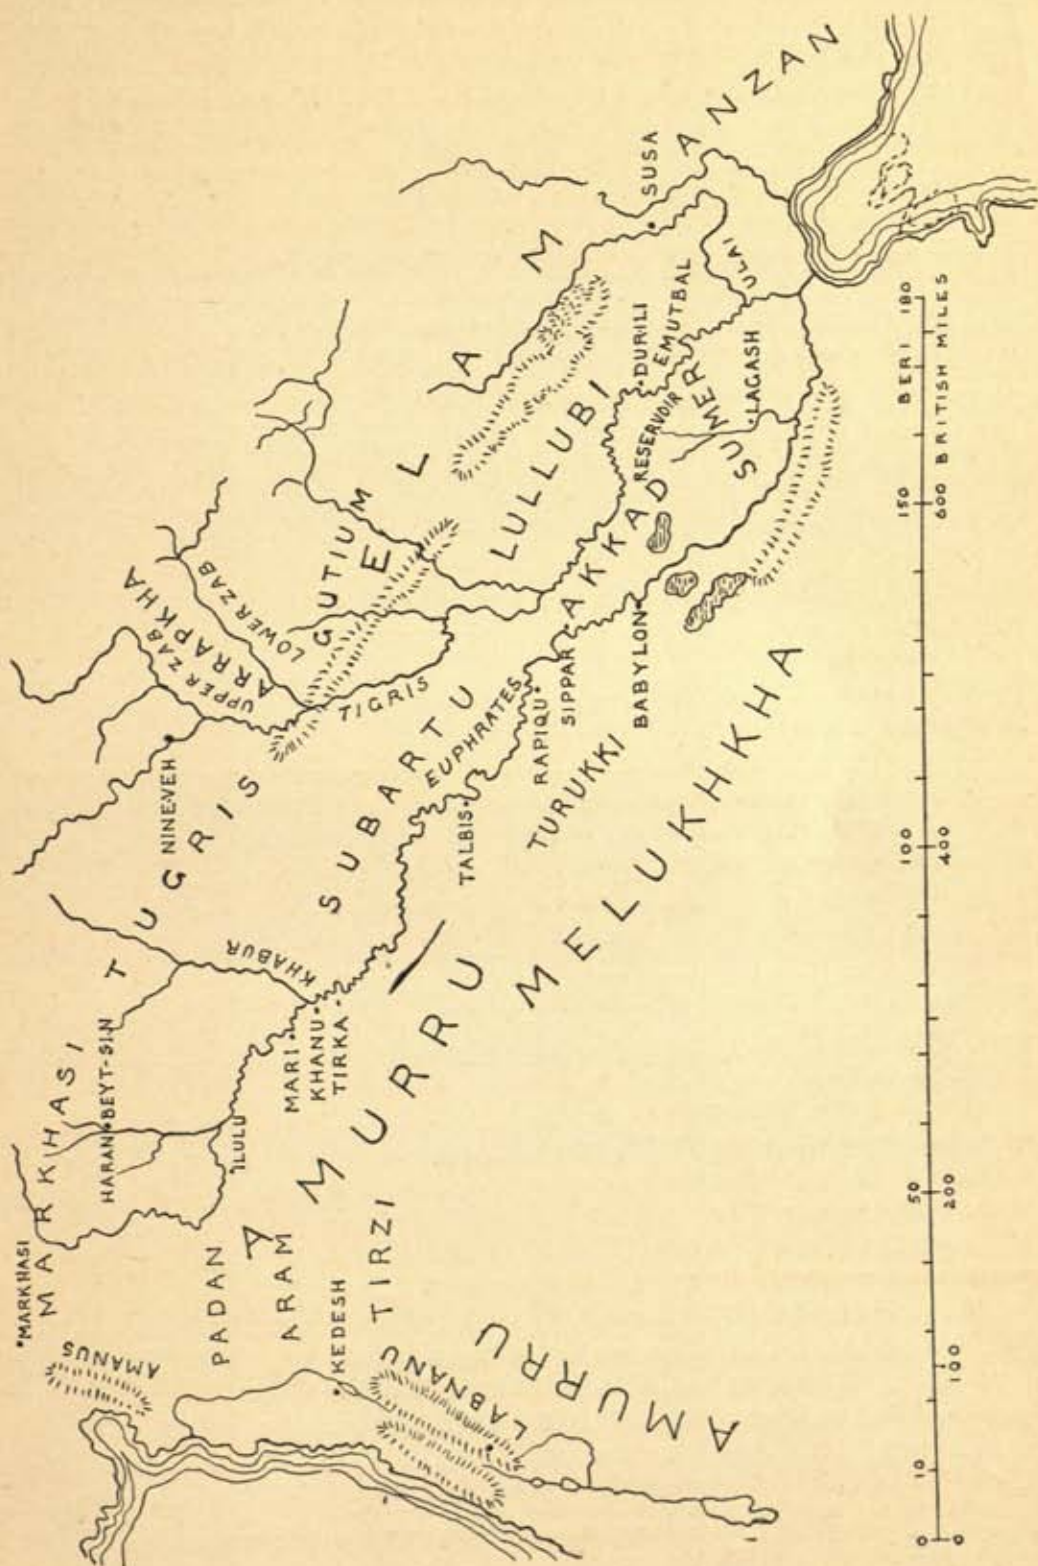 MARKHASI
MARKHASI
AMANUS
HARAN
BEYT-SIN
ILULU
PADAN
ARAM
KEDESH
TIRZI
LABNANU
AMURRU
AMURRU
MARI
KHANU
TIRKA
KHABUR
TUGRIS
NINEVEH
UPPER ZAB
ARRAPKHA
LOWER ZAB
TIGRIS
GUTIUM
SUBARTU
EUPHRATES
TALBIS
RAPIQU
SIPPAR
TURUKKI
BABYLON
MELUKHKHA
AKKAD
LULLUBI
ELAM
RESERVOIR
DURILI
EMUTBAL
SUMER
LAGASH
ULAI
SUSA
ANZAN
0 10 50 100 150 BERI 180
0 100 200 400 600 BRITISH MILES